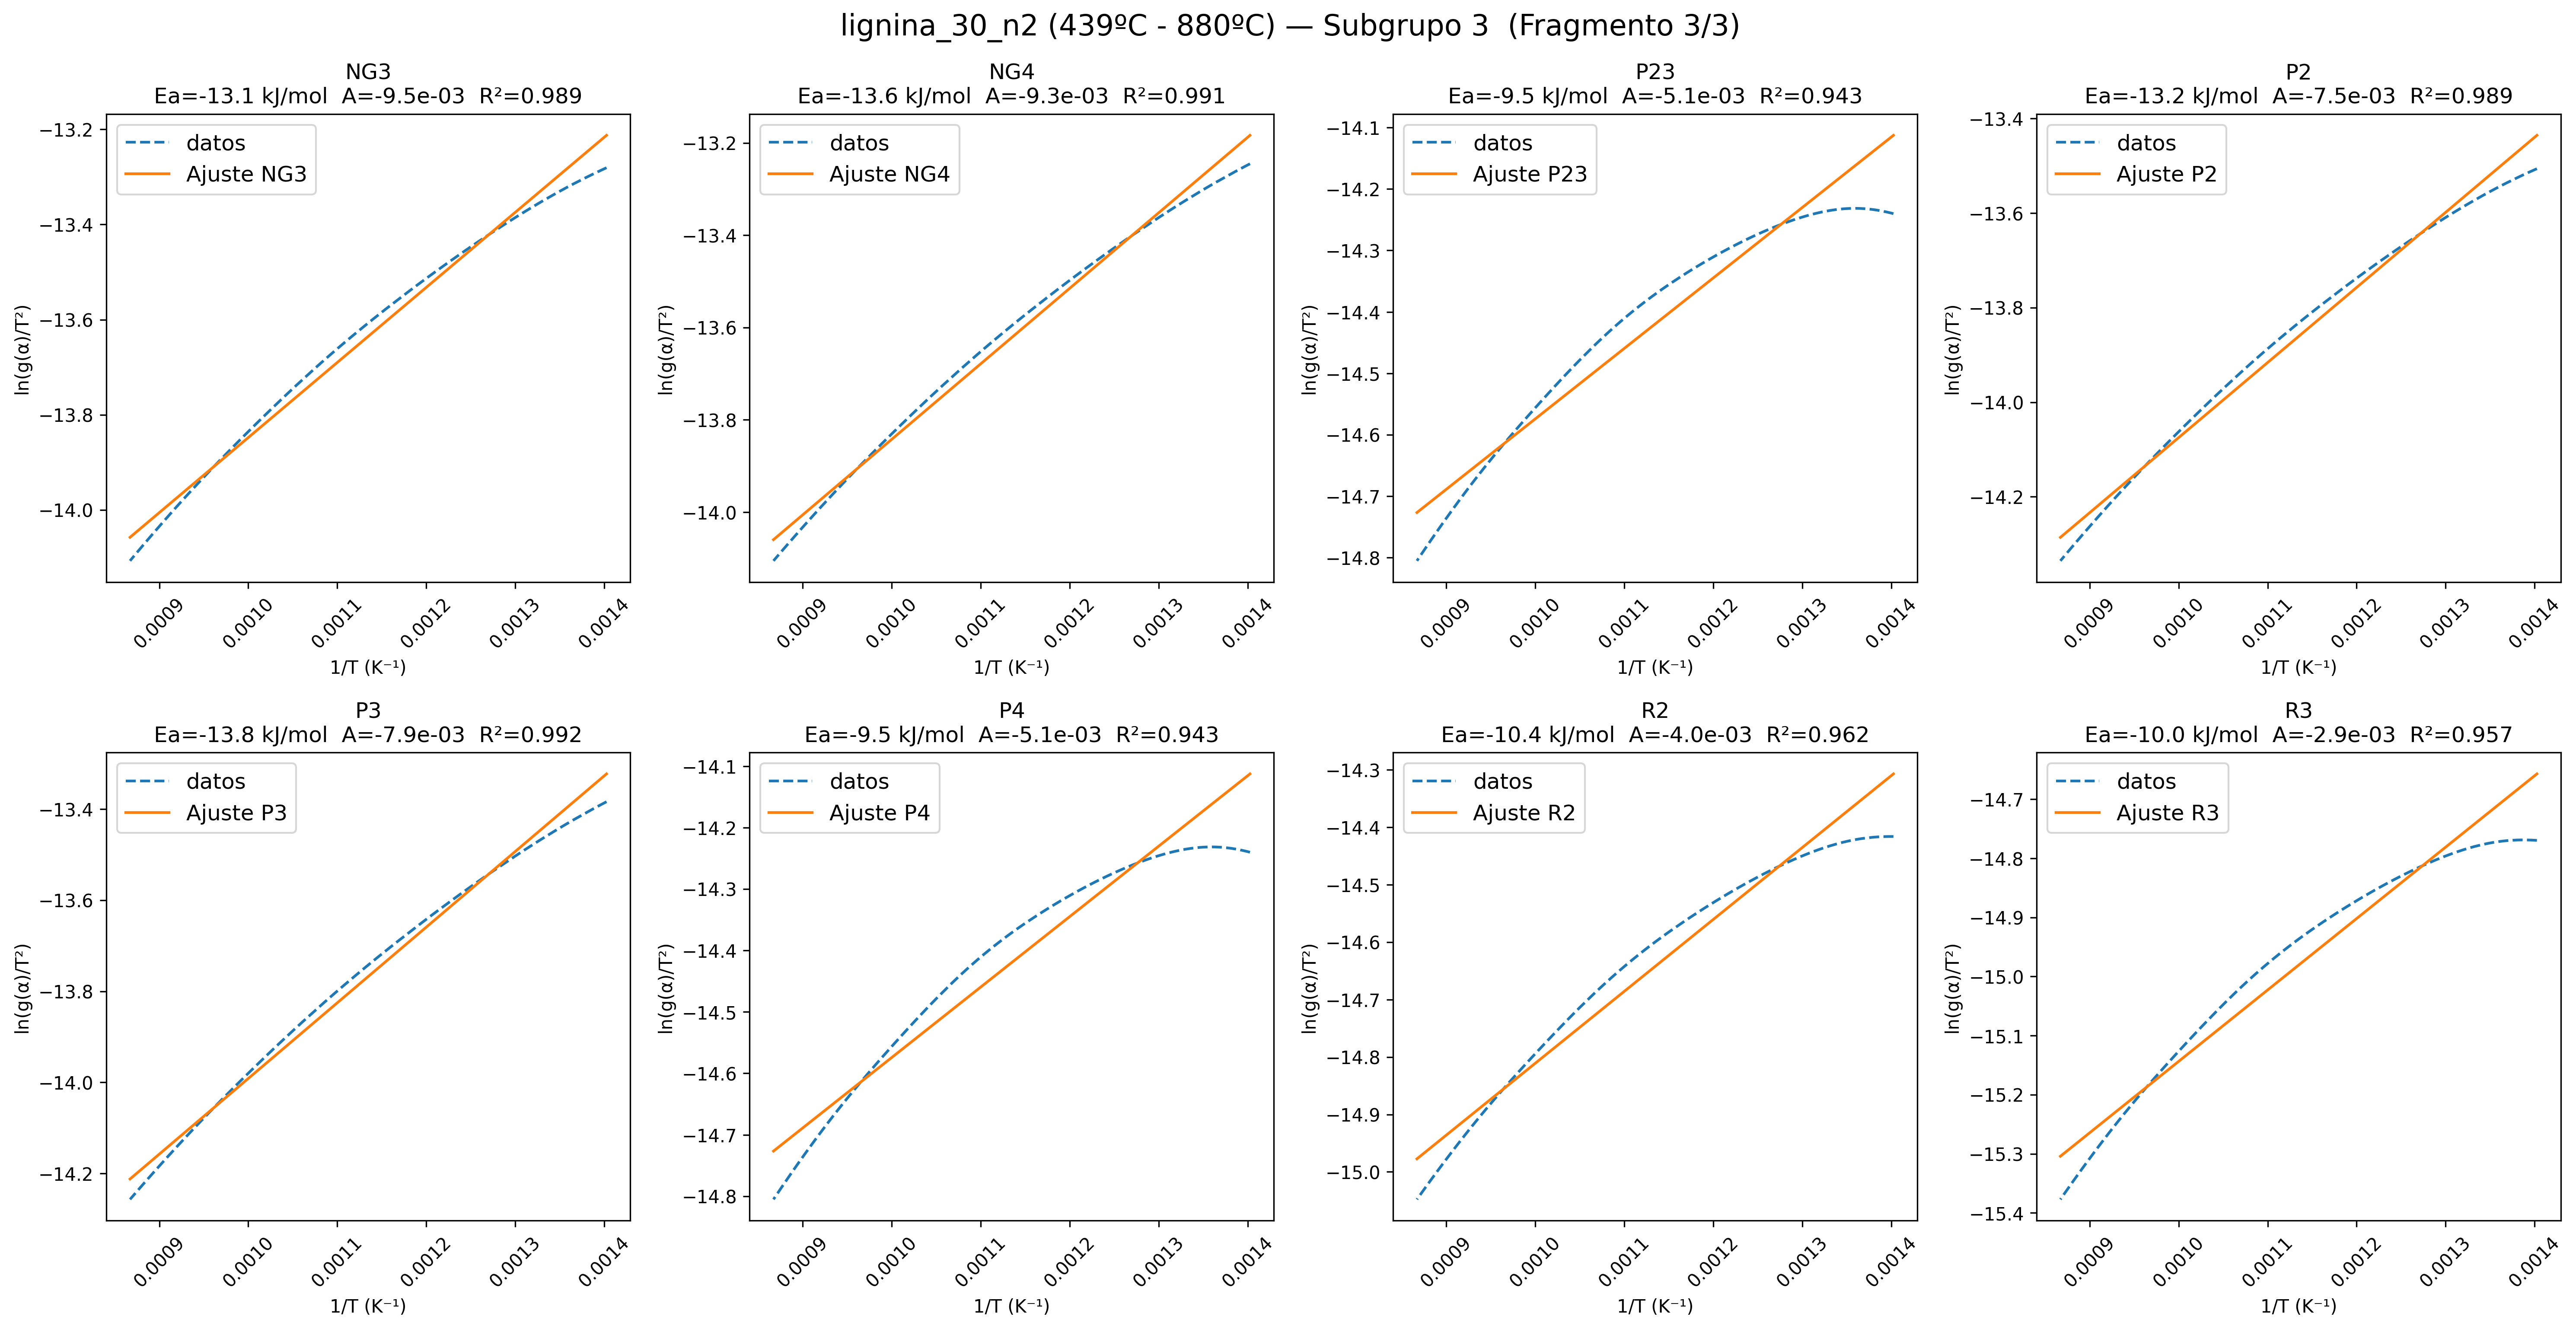 lignina_30_n2 (439ºC - 880ºC) — Subgrupo 3  (Fragmento 3/3)
NG3
Ea=-13.1 kJ/mol  A=-9.5e-03  R²=0.989
−13.2
−13.4
−13.6
−13.8
−14.0
ln(g(α)/T²)
datos
Ajuste NG3
0.0009
0.0010
0.0011
0.0012
0.0013
0.0014
1/T (K⁻¹)
NG4
Ea=-13.6 kJ/mol  A=-9.3e-03  R²=0.991
−13.2
−13.4
−13.6
−13.8
−14.0
ln(g(α)/T²)
datos
Ajuste NG4
0.0009
0.0010
0.0011
0.0012
0.0013
0.0014
1/T (K⁻¹)
P23
Ea=-9.5 kJ/mol  A=-5.1e-03  R²=0.943
−14.1
−14.2
−14.3
−14.4
−14.5
−14.6
−14.7
−14.8
ln(g(α)/T²)
datos
Ajuste P23
0.0009
0.0010
0.0011
0.0012
0.0013
0.0014
1/T (K⁻¹)
P2
Ea=-13.2 kJ/mol  A=-7.5e-03  R²=0.989
−13.4
−13.6
−13.8
−14.0
−14.2
ln(g(α)/T²)
datos
Ajuste P2
0.0009
0.0010
0.0011
0.0012
0.0013
0.0014
1/T (K⁻¹)
P3
Ea=-13.8 kJ/mol  A=-7.9e-03  R²=0.992
−13.4
−13.6
−13.8
−14.0
−14.2
ln(g(α)/T²)
datos
Ajuste P3
0.0009
0.0010
0.0011
0.0012
0.0013
0.0014
1/T (K⁻¹)
P4
Ea=-9.5 kJ/mol  A=-5.1e-03  R²=0.943
−14.1
−14.2
−14.3
−14.4
−14.5
−14.6
−14.7
−14.8
ln(g(α)/T²)
datos
Ajuste P4
0.0009
0.0010
0.0011
0.0012
0.0013
0.0014
1/T (K⁻¹)
R2
Ea=-10.4 kJ/mol  A=-4.0e-03  R²=0.962
−14.3
−14.4
−14.5
−14.6
−14.7
−14.8
−14.9
−15.0
ln(g(α)/T²)
datos
Ajuste R2
0.0009
0.0010
0.0011
0.0012
0.0013
0.0014
1/T (K⁻¹)
R3
Ea=-10.0 kJ/mol  A=-2.9e-03  R²=0.957
−14.7
−14.8
−14.9
−15.0
−15.1
−15.2
−15.3
−15.4
ln(g(α)/T²)
datos
Ajuste R3
0.0009
0.0010
0.0011
0.0012
0.0013
0.0014
1/T (K⁻¹)